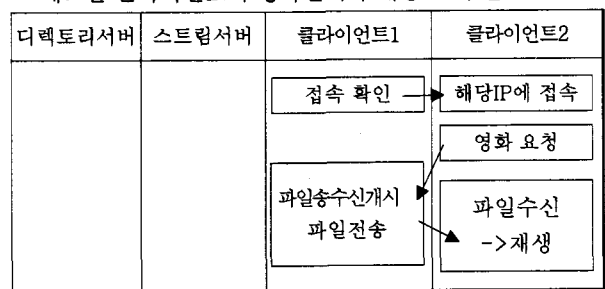 디렉토리서버 스트림서버 클라이언트1 클라이언트2
접속 확인 해당IP에 접속
영화 요청
파일송수신개시
파일전송
파일수신
->재생